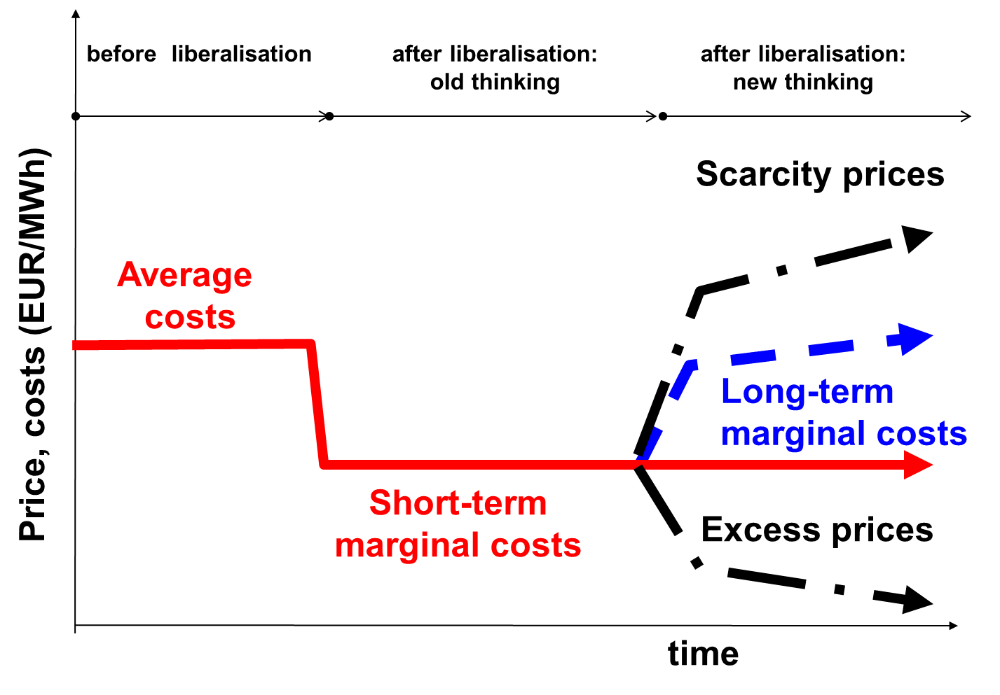 before liberalisation
after liberalisation:
old thinking
after liberalisation:
new thinking
Price, costs (EUR/MWh)
Scarcity prices
Average
costs
Long-term
marginal costs
Short-term
marginal costs
Excess prices
time